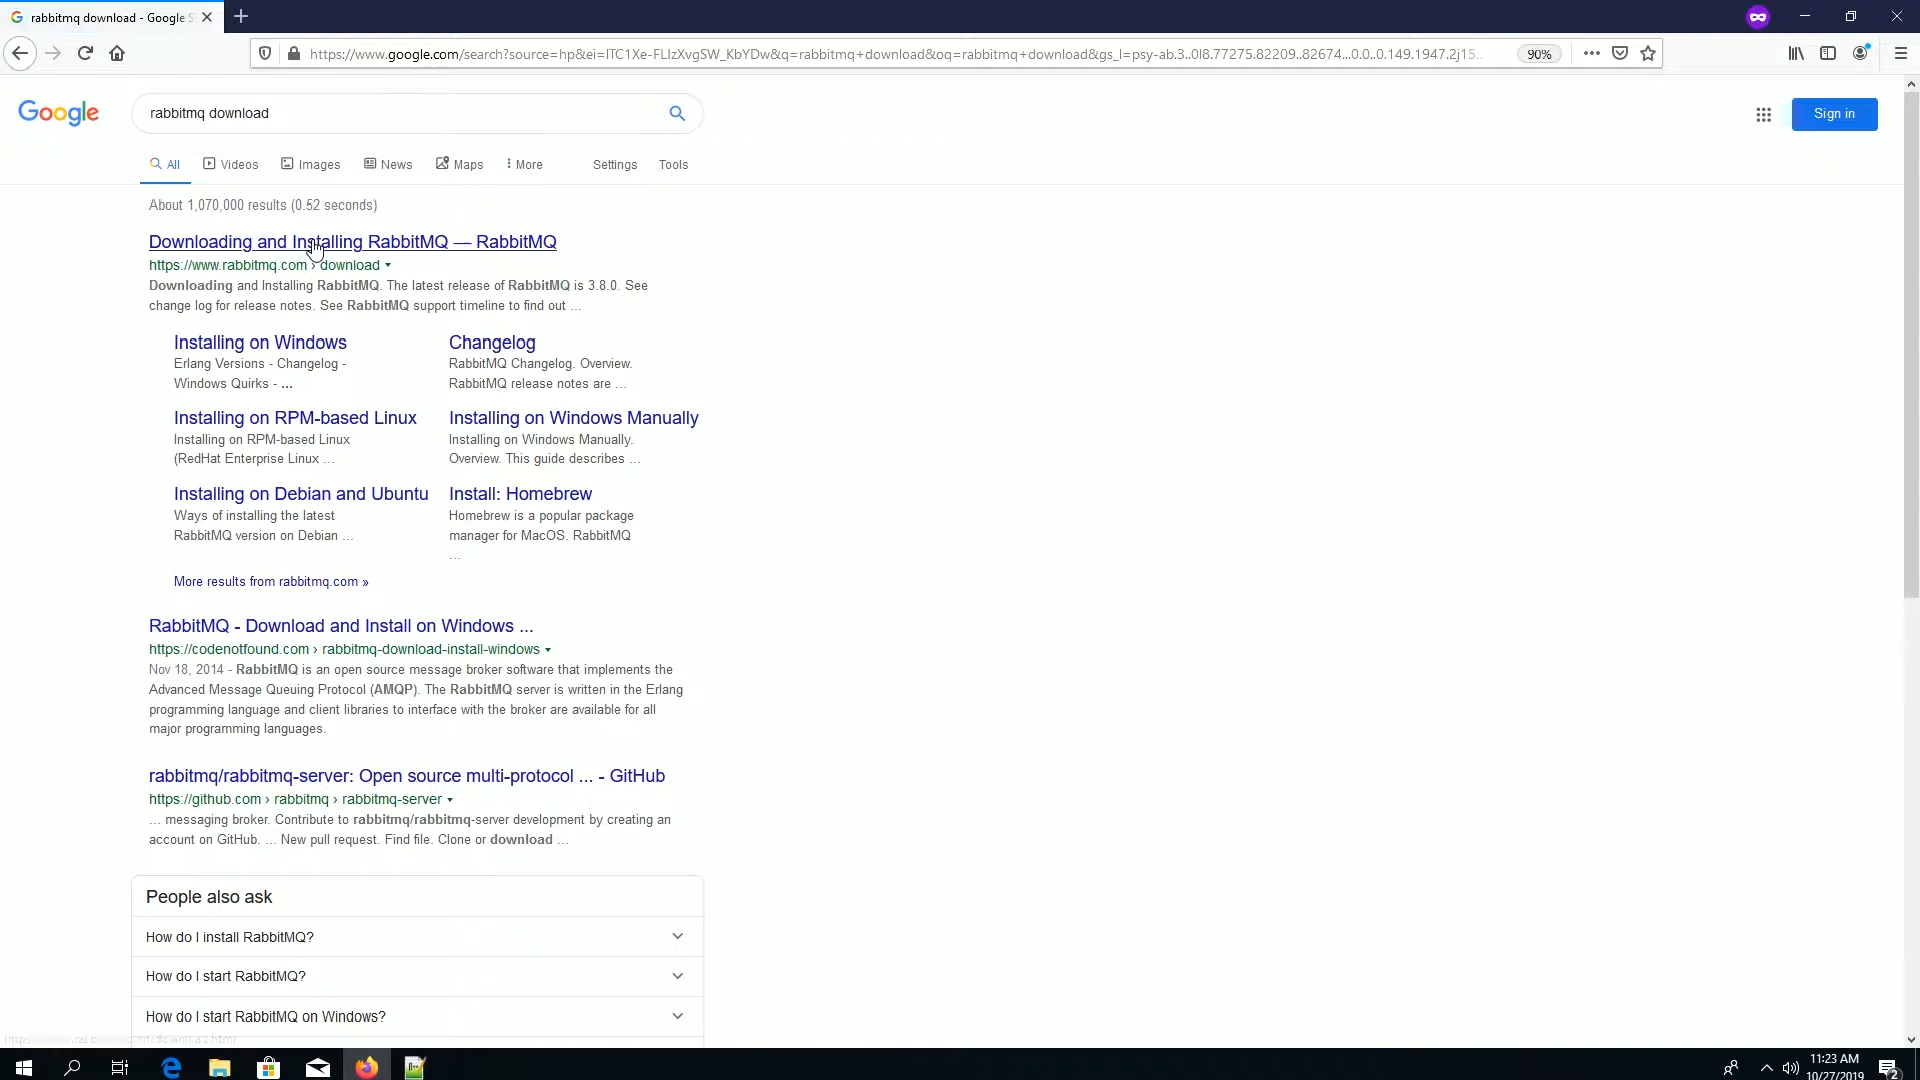 rabbitmq download - Google S
https://www.google.com/search?source=hp&ei=
&q=rabbitmq+download&oq=rabbitmq+download&gs_l=psy-ab.3..0l8.77275.82209..82674...0.0..0.149.1947.2j15...
90%
Google
rabbitmq download
Sign in
All
Videos
Images
News
Maps
More
Settings
Tools
About 1,070,000 results (0.52 seconds)
Downloading and Installing RabbitMQ — RabbitMQ
https://www.rabbitmq.com › download
Downloading and Installing RabbitMQ. The latest release of RabbitMQ is 3.8.0. See
change log for release notes. See RabbitMQ support timeline to find out ...
Installing on Windows
Erlang Versions - Changelog -
Windows Quirks - ...
Changelog
RabbitMQ Changelog. Overview.
RabbitMQ release notes are ...
Installing on RPM-based Linux
Installing on RPM-based Linux
(RedHat Enterprise Linux ...
Installing on Windows Manually
Installing on Windows Manually.
Overview. This guide describes ...
Installing on Debian and Ubuntu
Ways of installing the latest
RabbitMQ version on Debian ...
Install: Homebrew
Homebrew is a popular package
manager for MacOS. RabbitMQ
...
More results from rabbitmq.com »
RabbitMQ - Download and Install on Windows ...
https://codenotfound.com › rabbitmq-download-install-windows
Nov 18, 2014 - RabbitMQ is an open source message broker software that implements the
Advanced Message Queuing Protocol (AMQP). The RabbitMQ server is written in the Erlang
programming language and client libraries to interface with the broker are available for all
major programming languages.
rabbitmq/rabbitmq-server: Open source multi-protocol ... - GitHub
https://github.com › rabbitmq › rabbitmq-server
... messaging broker. Contribute to rabbitmq/rabbitmq-server development by creating an
account on GitHub. ... New pull request. Find file. Clone or download ...
People also ask
How do I install RabbitMQ?
How do I start RabbitMQ?
How do I start RabbitMQ on Windows?
11:23 AM
10/27/2019
2